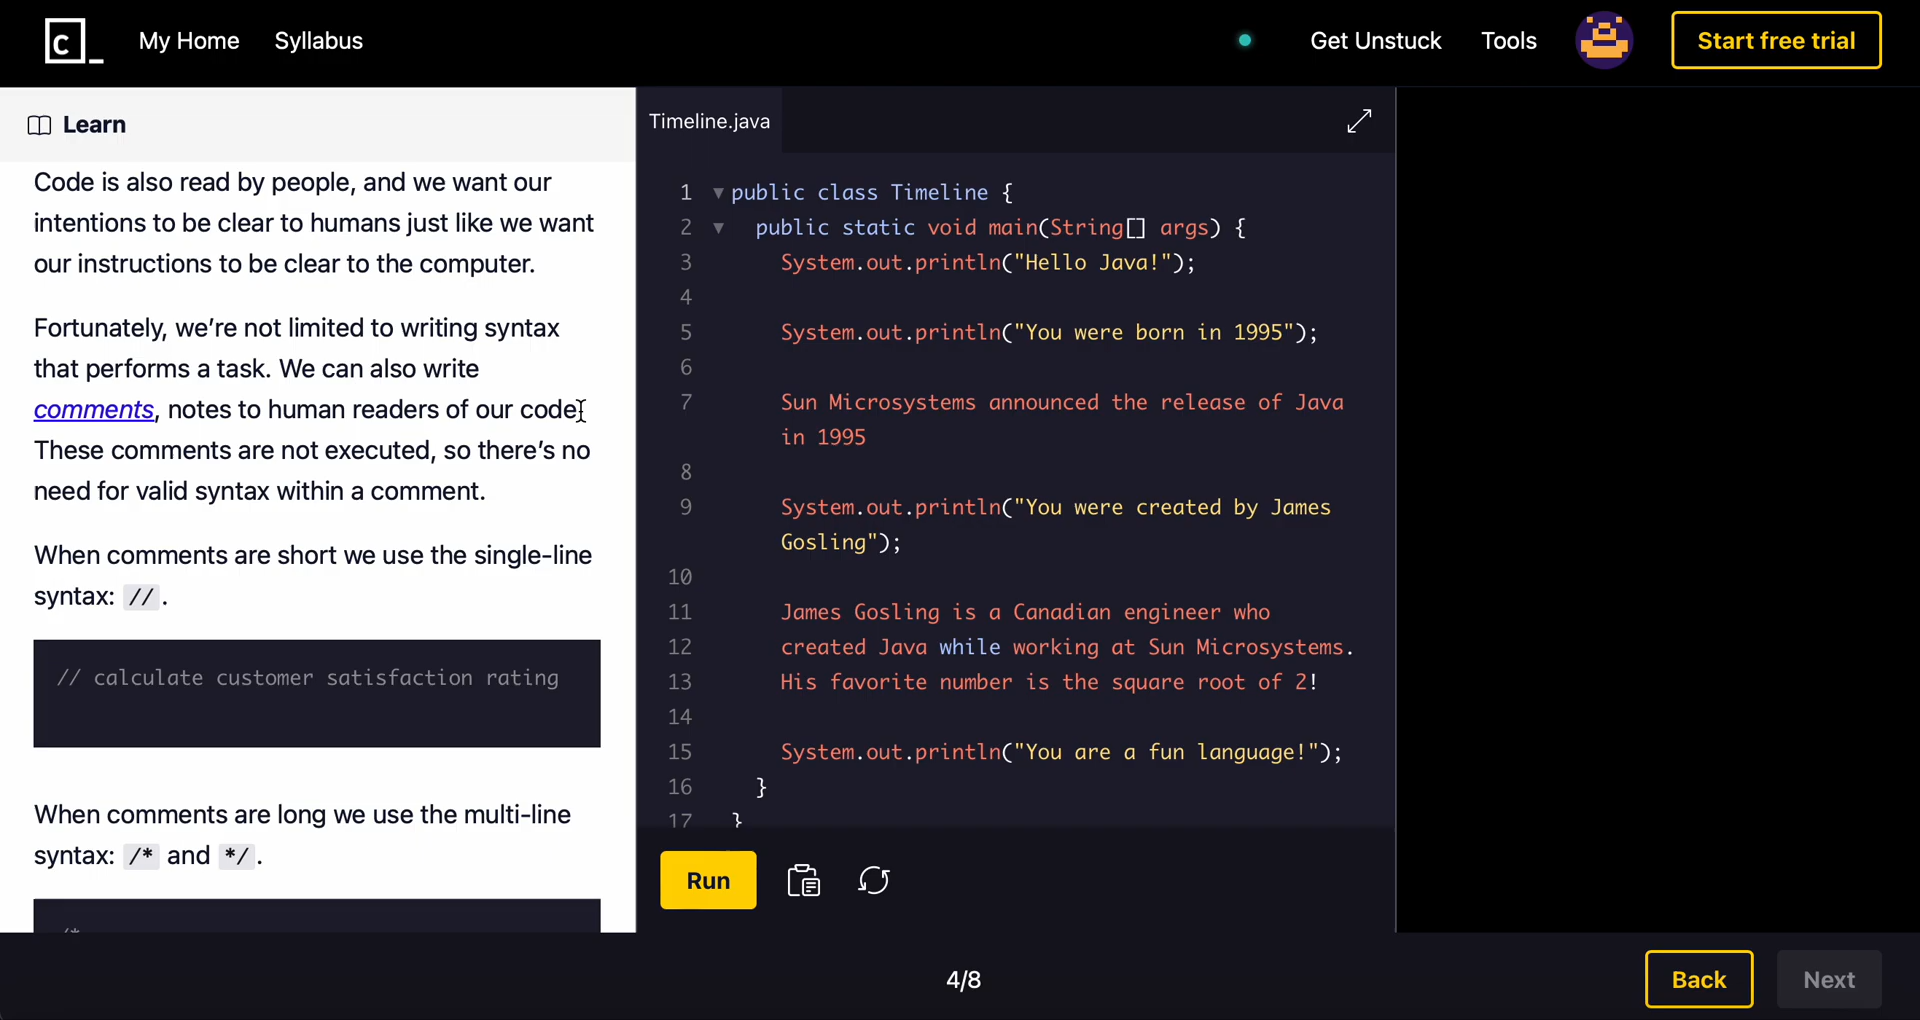 c_
My Home
Syllabus
Get Unstuck
Tools
Start free trial
Learn
Code is also read by people, and we want our
intentions to be clear to humans just like we want
our instructions to be clear to the computer.
Fortunately, we’re not limited to writing syntax
that performs a task. We can also write
comments, notes to human readers of our code.
These comments are not executed, so there’s no
need for valid syntax within a comment.
When comments are short we use the single-line
syntax: //.
// calculate customer satisfaction rating
When comments are long we use the multi-line
syntax: /* and */.
/*
Timeline.java
1 public class Timeline {
2 public static void main(String[] args) {
3 System.out.println("Hello Java!");
4
5 System.out.println("You were born in 1995");
6
7 Sun Microsystems announced the release of Java
in 1995
8
9 System.out.println("You were created by James
Gosling");
10
11 James Gosling is a Canadian engineer who
12 created Java while working at Sun Microsystems.
13 His favorite number is the square root of 2!
14
15 System.out.println("You are a fun language!");
16 }
17 }
Run
4/8
Back
Next